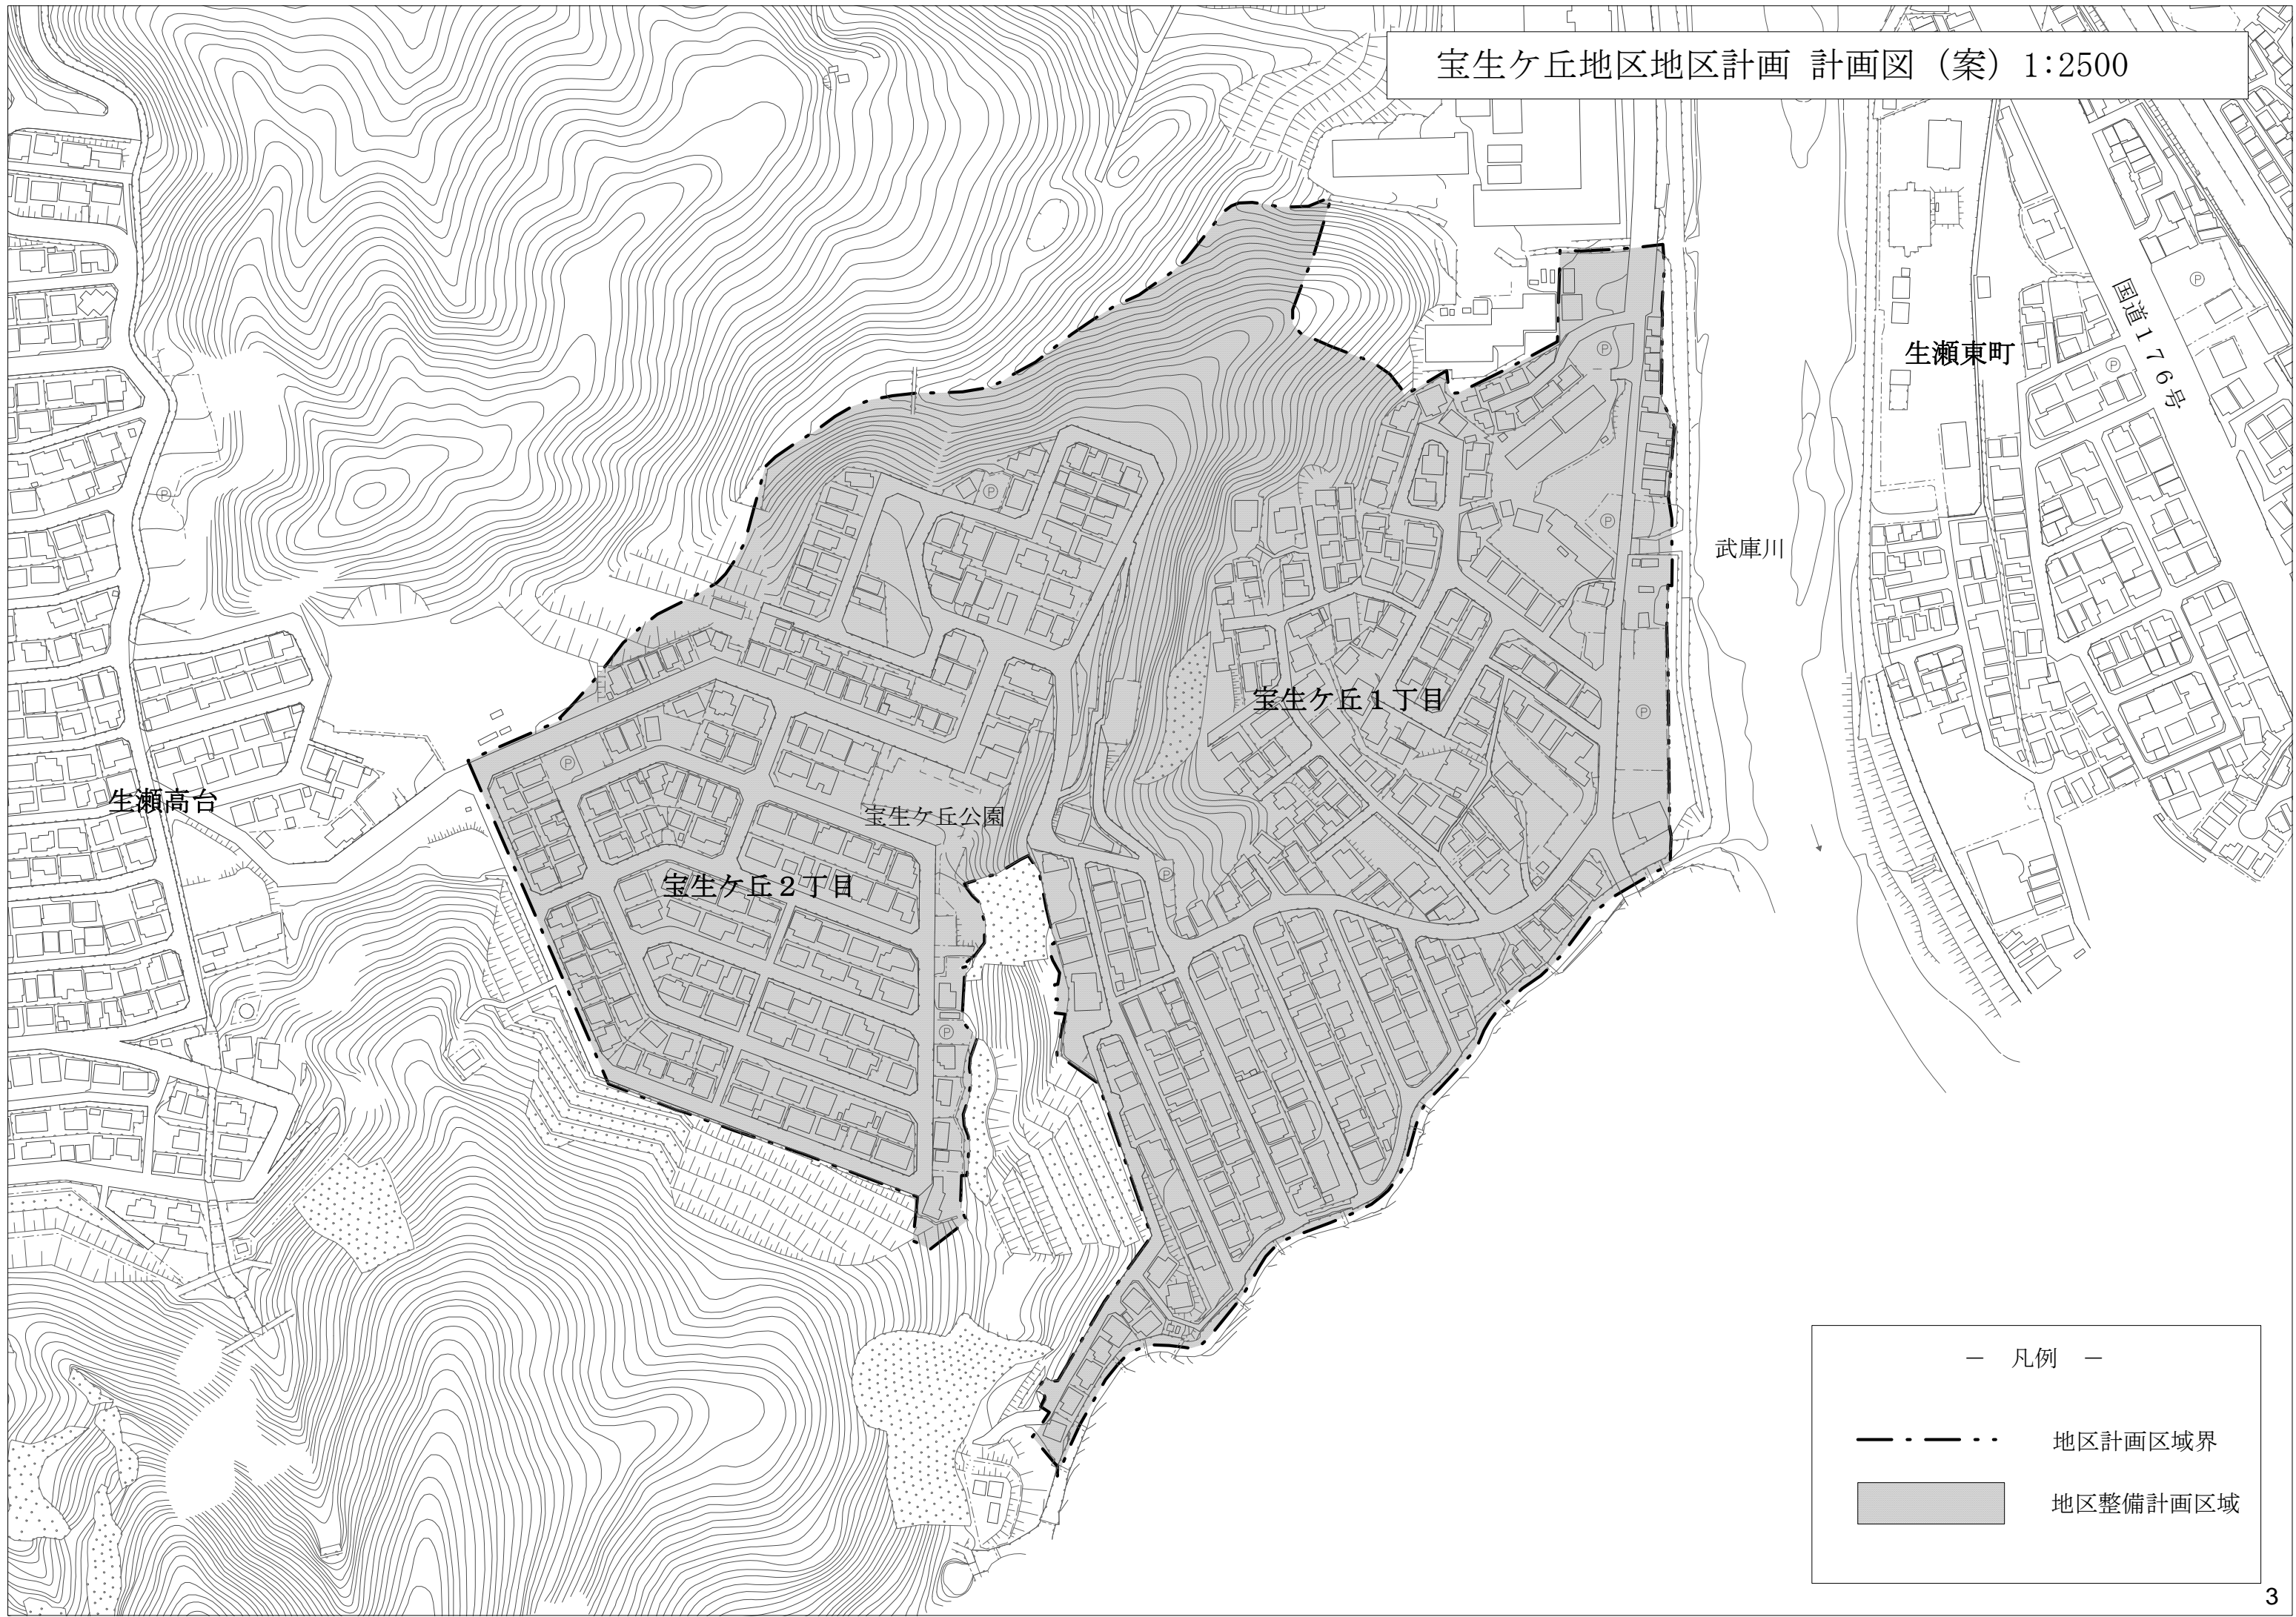 宝生ケ丘地区地区計画 計画図（案）1:2500
国道１７６号
生瀬東町
武庫川
宝生ケ丘１丁目
生瀬高台
宝生ケ丘公園
宝生ケ丘２丁目
― 凡例 ―
地区計画区域界
地区整備計画区域
3
Ⓟ
Ⓟ
Ⓟ
Ⓟ
Ⓟ
Ⓟ
Ⓟ
Ⓟ
Ⓟ
Ⓟ